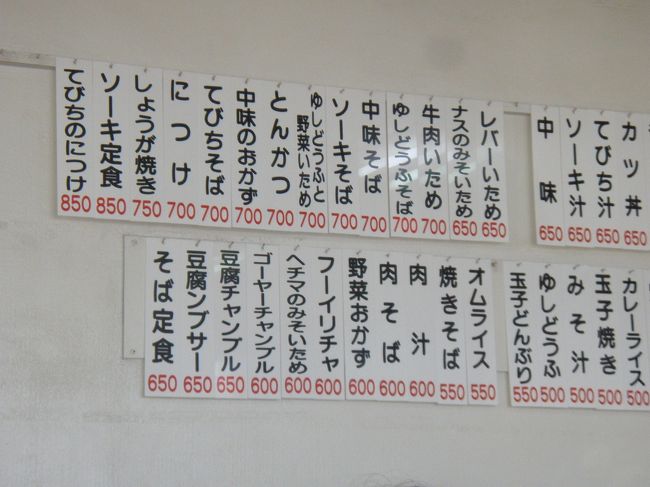 てびちのにつけ 850
ソーキ定食 850
しょうが焼き 750
につけ 700
てびちそば 700
中味のおかず 700
とんかつ 700
ゆしどうふと
野菜いため 700
ソーキそば 700
中味そば 700
ゆしどうふそば 700
牛肉いため 700
ナスのみそいため 650
レバーいため 650
中味 650
ソーキ汁 650
てびち汁 650
カツ丼 650
そば定食 650
豆腐ンブサー 650
豆腐チャンプル 650
ゴーヤーチャンプル 600
ヘチマのみそいため 600
フーイリチャ 600
野菜おかず 600
肉そば 600
肉汁 600
焼きそば 550
オムライス 550
玉子どんぶり 550
ゆしどうふ 500
みそ汁 500
玉子焼き 500
カレーライス 500